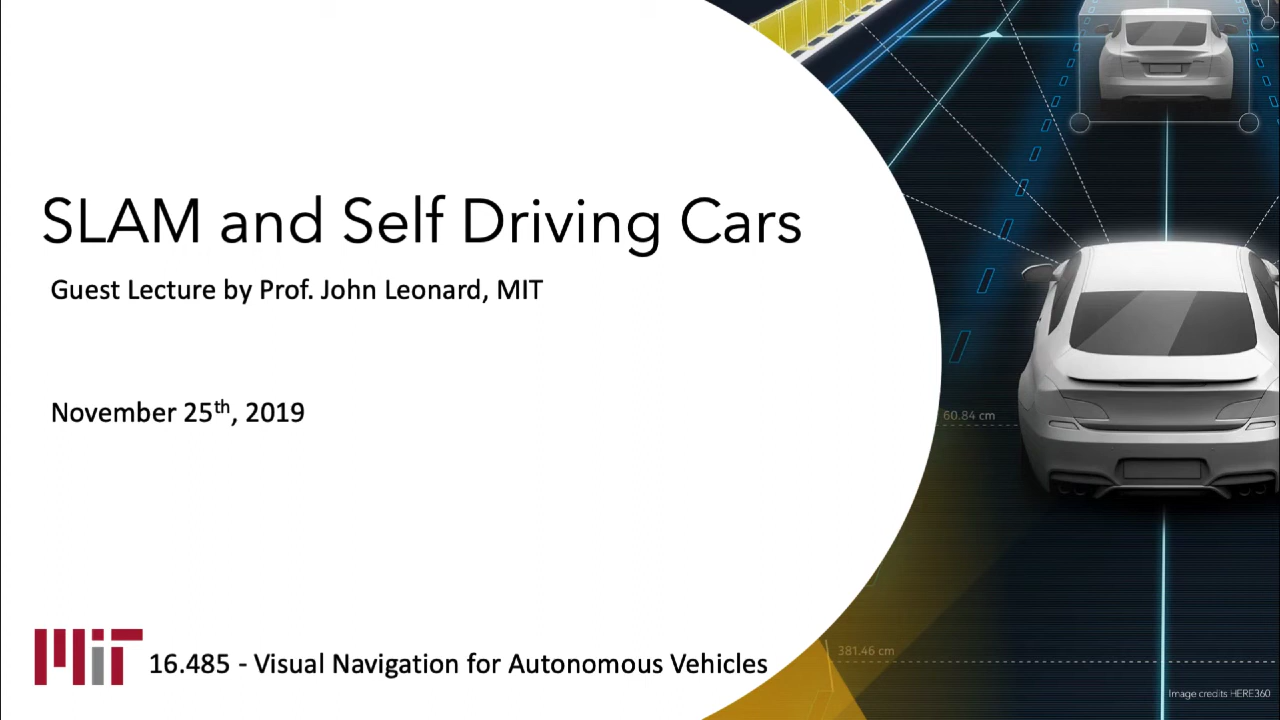 SLAM and Self Driving Cars
Guest Lecture by Prof. John Leonard, MIT
November 25th, 2019
60.84 cm
381.46 cm
MIT
16.485 - Visual Navigation for Autonomous Vehicles
Image credits HERE360